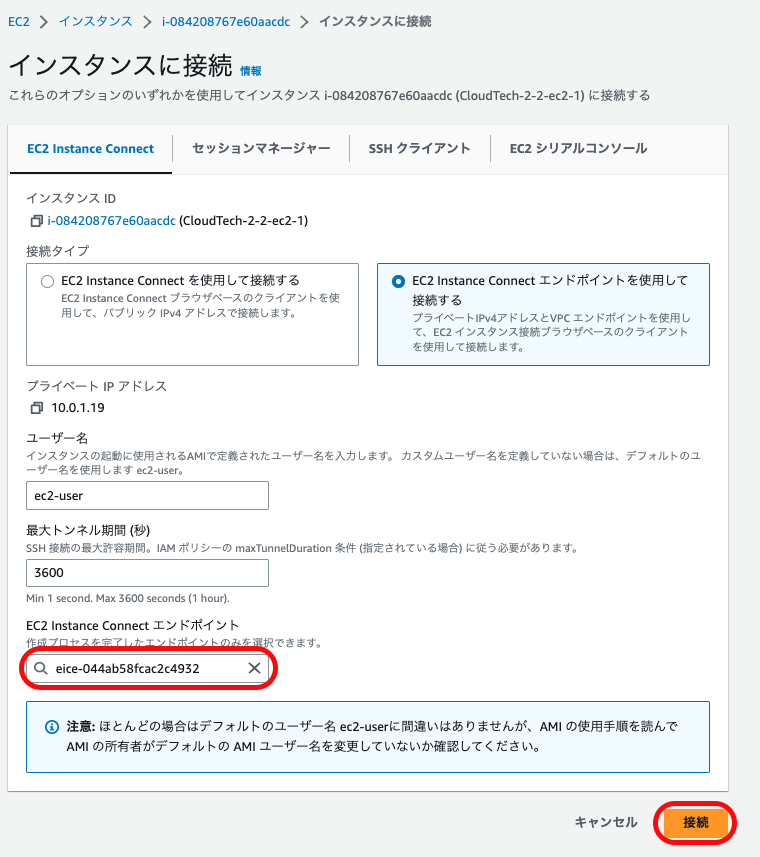 EC2 > インスタンス > i-084208767e60aacdc > インスタンスに接続
インスタンスに接続 情報
これらのオプションのいずれかを使用してインスタンス i-084208767e60aacdc (CloudTech-2-2-ec2-1) に接続する
EC2 Instance Connect セッションマネージャー SSH クライアント EC2 シリアルコンソール
インスタンス ID
i-084208767e60aacdc (CloudTech-2-2-ec2-1)
接続タイプ
EC2 Instance Connect を使用して接続する
EC2 Instance Connect ブラウザベースのクライアントを使
用して、パブリック IPv4 アドレスで接続します。
EC2 Instance Connect エンドポイントを使用して
接続する
プライベートIPv4アドレスとVPC エンドポイントを使用し
て、EC2 インスタンス接続ブラウザベースのクライアント
を使用して接続します。
プライベート IP アドレス
10.0.1.19
ユーザー名
インスタンスの起動に使用されるAMIで定義されたユーザー名を入力します。 カスタムユーザー名を定義していない場合は、デフォルトのユ
ーザー名を使用します ec2-user。
ec2-user
最大トンネル期間 (秒)
SSH 接続の最大許容期間。IAM ポリシーの maxTunnelDuration 条件 (指定されている場合) に従う必要があります。
3600
Min 1 second. Max 3600 seconds (1 hour).
EC2 Instance Connect エンドポイント
作成プロセスを完了したエンドポイントのみを選択できます。
eice-044ab58fcac2c4932
注意: ほとんどの場合はデフォルトのユーザー名 ec2-userに間違いはありませんが、AMI の使用手順を読んで
AMI の所有者がデフォルトの AMI ユーザー名を変更していないか確認してください。
キャンセル 接続